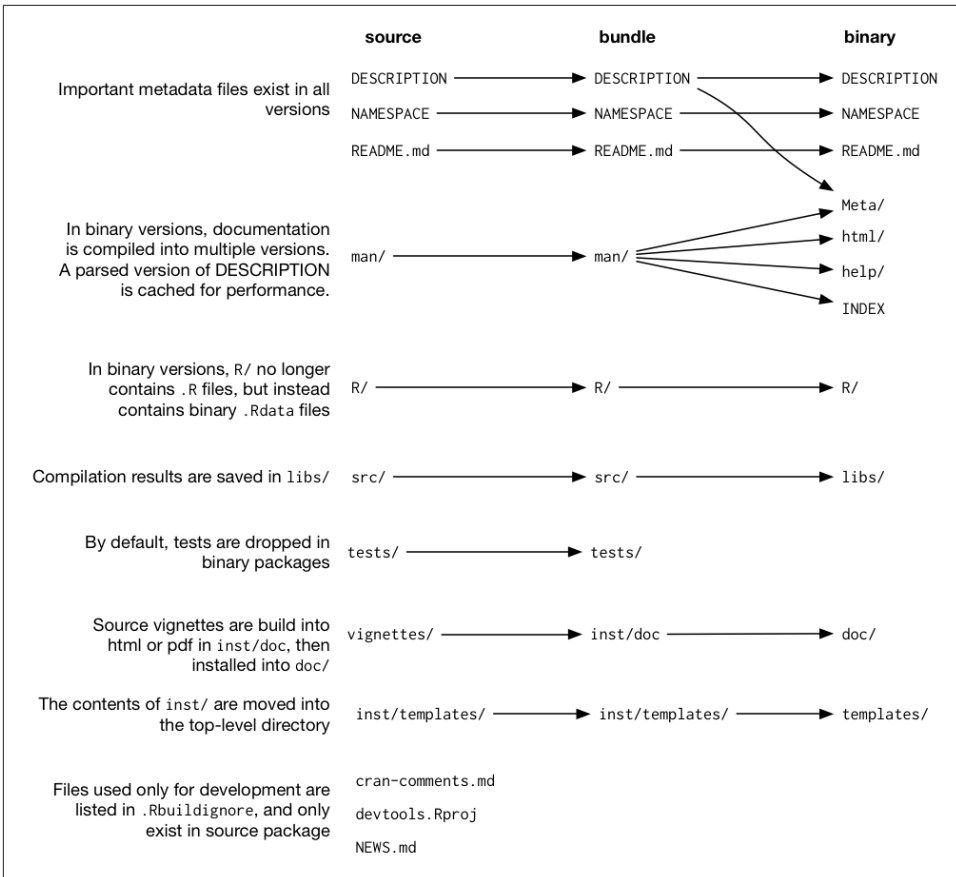 source bundle binary
Important metadata files exist in all
versions
DESCRIPTION DESCRIPTION DESCRIPTION
NAMESPACE NAMESPACE NAMESPACE
README.md README.md README.md
In binary versions, documentation
is compiled into multiple versions.
A parsed version of DESCRIPTION
is cached for performance.
man/ man/
Meta/
html/
help/
INDEX
In binary versions, R/ no longer
contains .R files, but instead
contains binary .Rdata files
R/ R/ R/
Compilation results are saved in libs/ src/ src/ libs/
By default, tests are dropped in
binary packages
tests/ tests/
Source vignettes are build into
html or pdf in inst/doc, then
installed into doc/
vignettes/ inst/doc doc/
The contents of inst/ are moved into
the top-level directory
inst/templates/ inst/templates/ templates/
Files used only for development are
listed in .Rbuildignore, and only
exist in source package
cran-comments.md
devtools.Rproj
NEWS.md